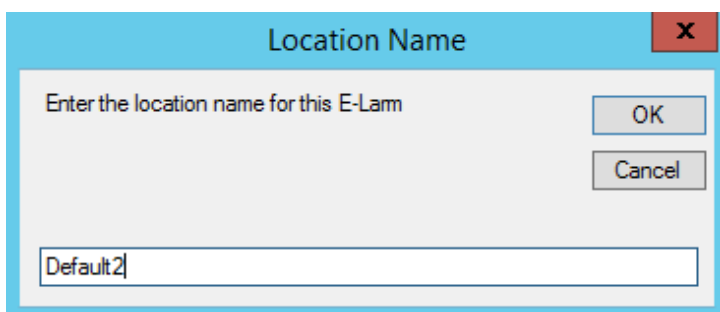 Location Name
x
Enter the location name for this E-Larm
OK
Cancel
Default2